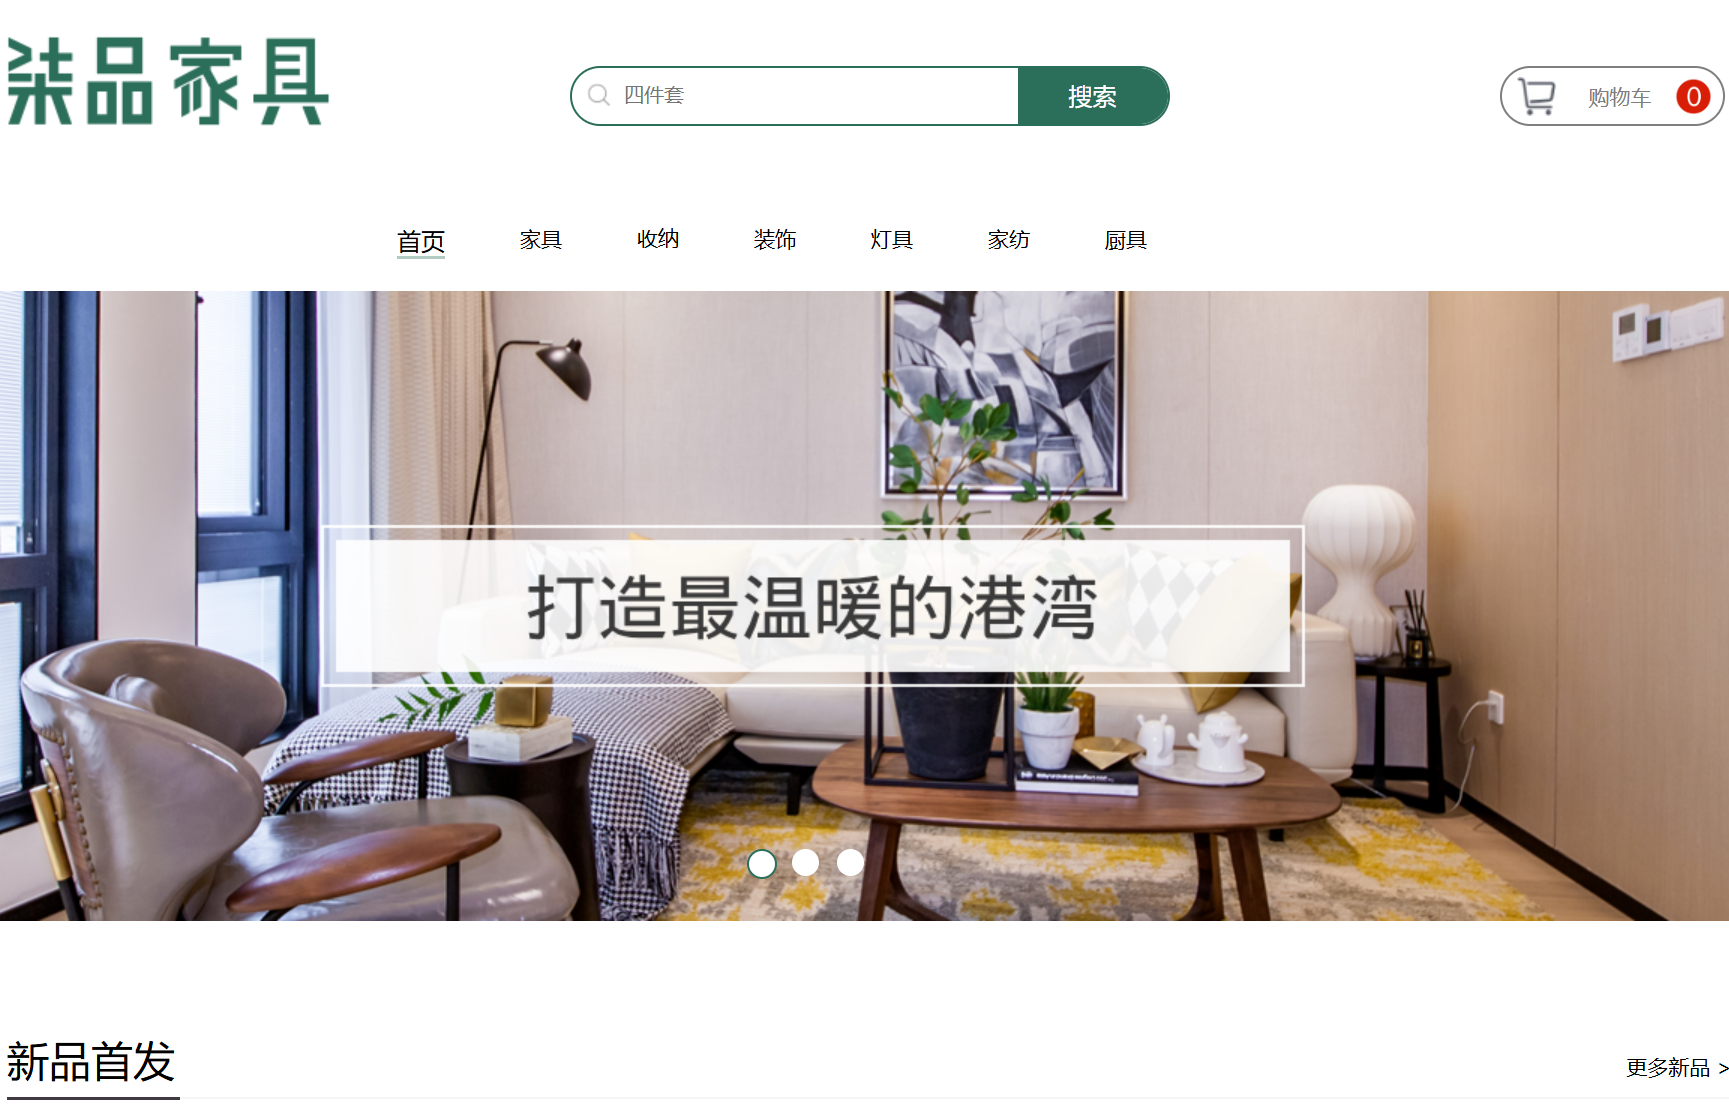 柒品家具
四件套
搜索
购物车
0
首页
家具
收纳
装饰
灯具
家纺
厨具
打造最温暖的港湾
新品首发
更多新品 >